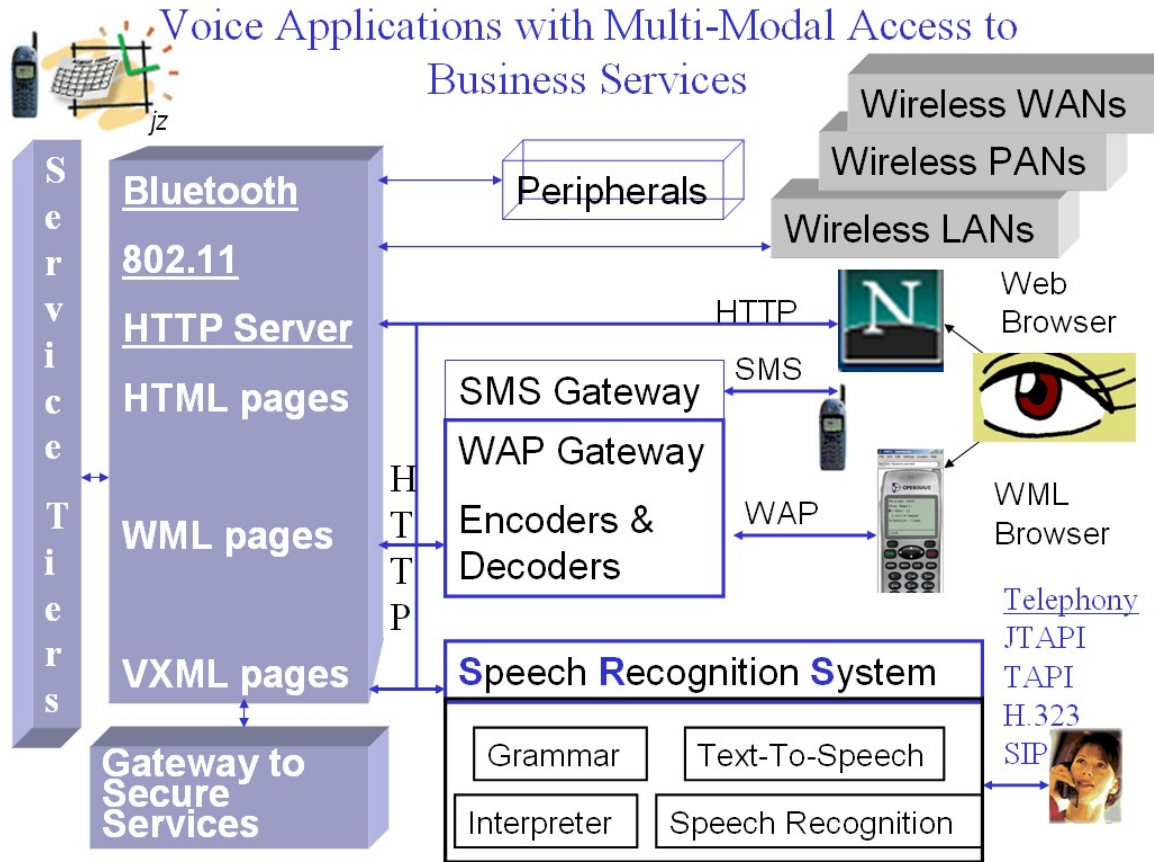 Voice Applications with Multi-Modal Access to
Business Services
jz
Service Tiers
Bluetooth
802.11
HTTP Server
HTML pages
WML pages
VXML pages
Gateway to
Secure
Services
Peripherals
Wireless WANs
Wireless PANs
Wireless LANs
HTTP
N
Web
Browser
SMS Gateway
SMS
WAP Gateway
Encoders &
Decoders
HTTP
WAP
OPENWAVE
WML
Browser
Telephony
JTAPI
TAPI
H.323
SIP
Speech Recognition System
Grammar
Text-To-Speech
Interpreter
Speech Recognition